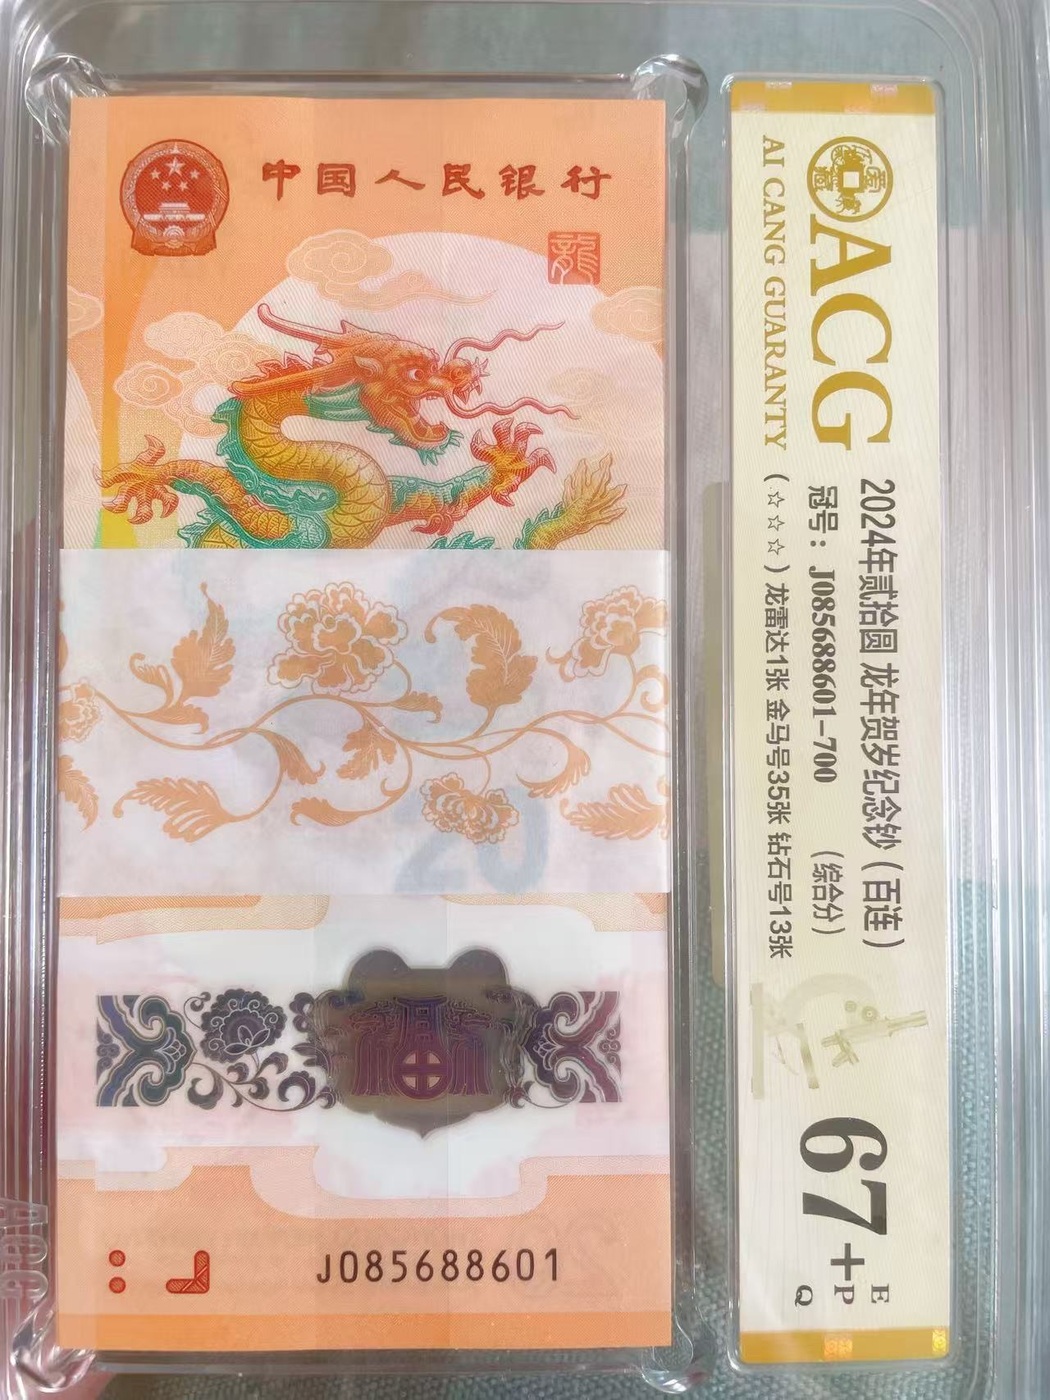 中国人民银行
龍
20
J085688601
ACG
AI CANG GUARANTY
2024年贰拾圆 龙年贺岁纪念钞（百连）
冠号：J085688601-700 （综合分）
（☆☆☆）龙雷达1张 金马号35张 钻石号13张
67+
E
P
Q